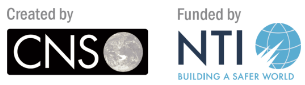 Created by
CNS
Funded by
NTI
BUILDING A SAFER WORLD